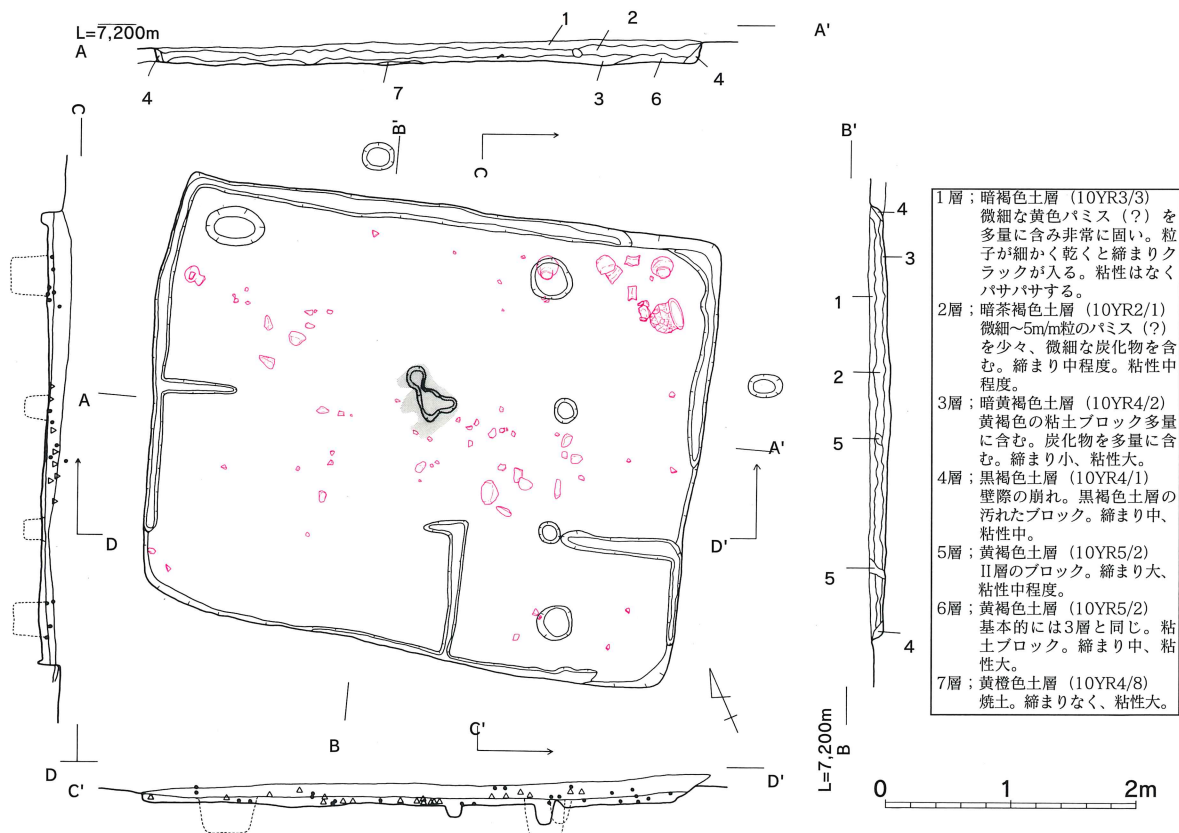 L=7,200m
A
A'
1
2
4
7
3
6
4
C
B'
C
B'
A
A'
D
D'
B
C'
D
C'
D'
4
3
1
2
5
5
4
L=7,200m
B
1層；暗褐色土層（10YR3/3）
微細な黄色パミス（？）を
多量に含み非常に固い。粒
子が細かく乾くと締まりク
ラックが入る。粘性はなく
パサパサする。
2層；暗茶褐色土層（10YR2/1）
微細～5m/m粒のパミス（？）
を少々、微細な炭化物を含
む。締まり中程度。粘性中
程度。
3層；暗黄褐色土層（10YR4/2）
黄褐色の粘土ブロック多量
に含む。炭化物を多量に含
む。締まり小、粘性大。
4層；黒褐色土層（10YR4/1）
壁際の崩れ。黒褐色土層の
汚れたブロック。締まり中、
粘性中。
5層；黄褐色土層（10YR5/2）
II層のブロック。締まり大、
粘性中程度。
6層；黄褐色土層（10YR5/2）
基本的には3層と同じ。粘
土ブロック。締まり中、粘
性大。
7層；黄橙色土層（10YR4/8）
焼土。締まりなく、粘性大。
0 1 2m